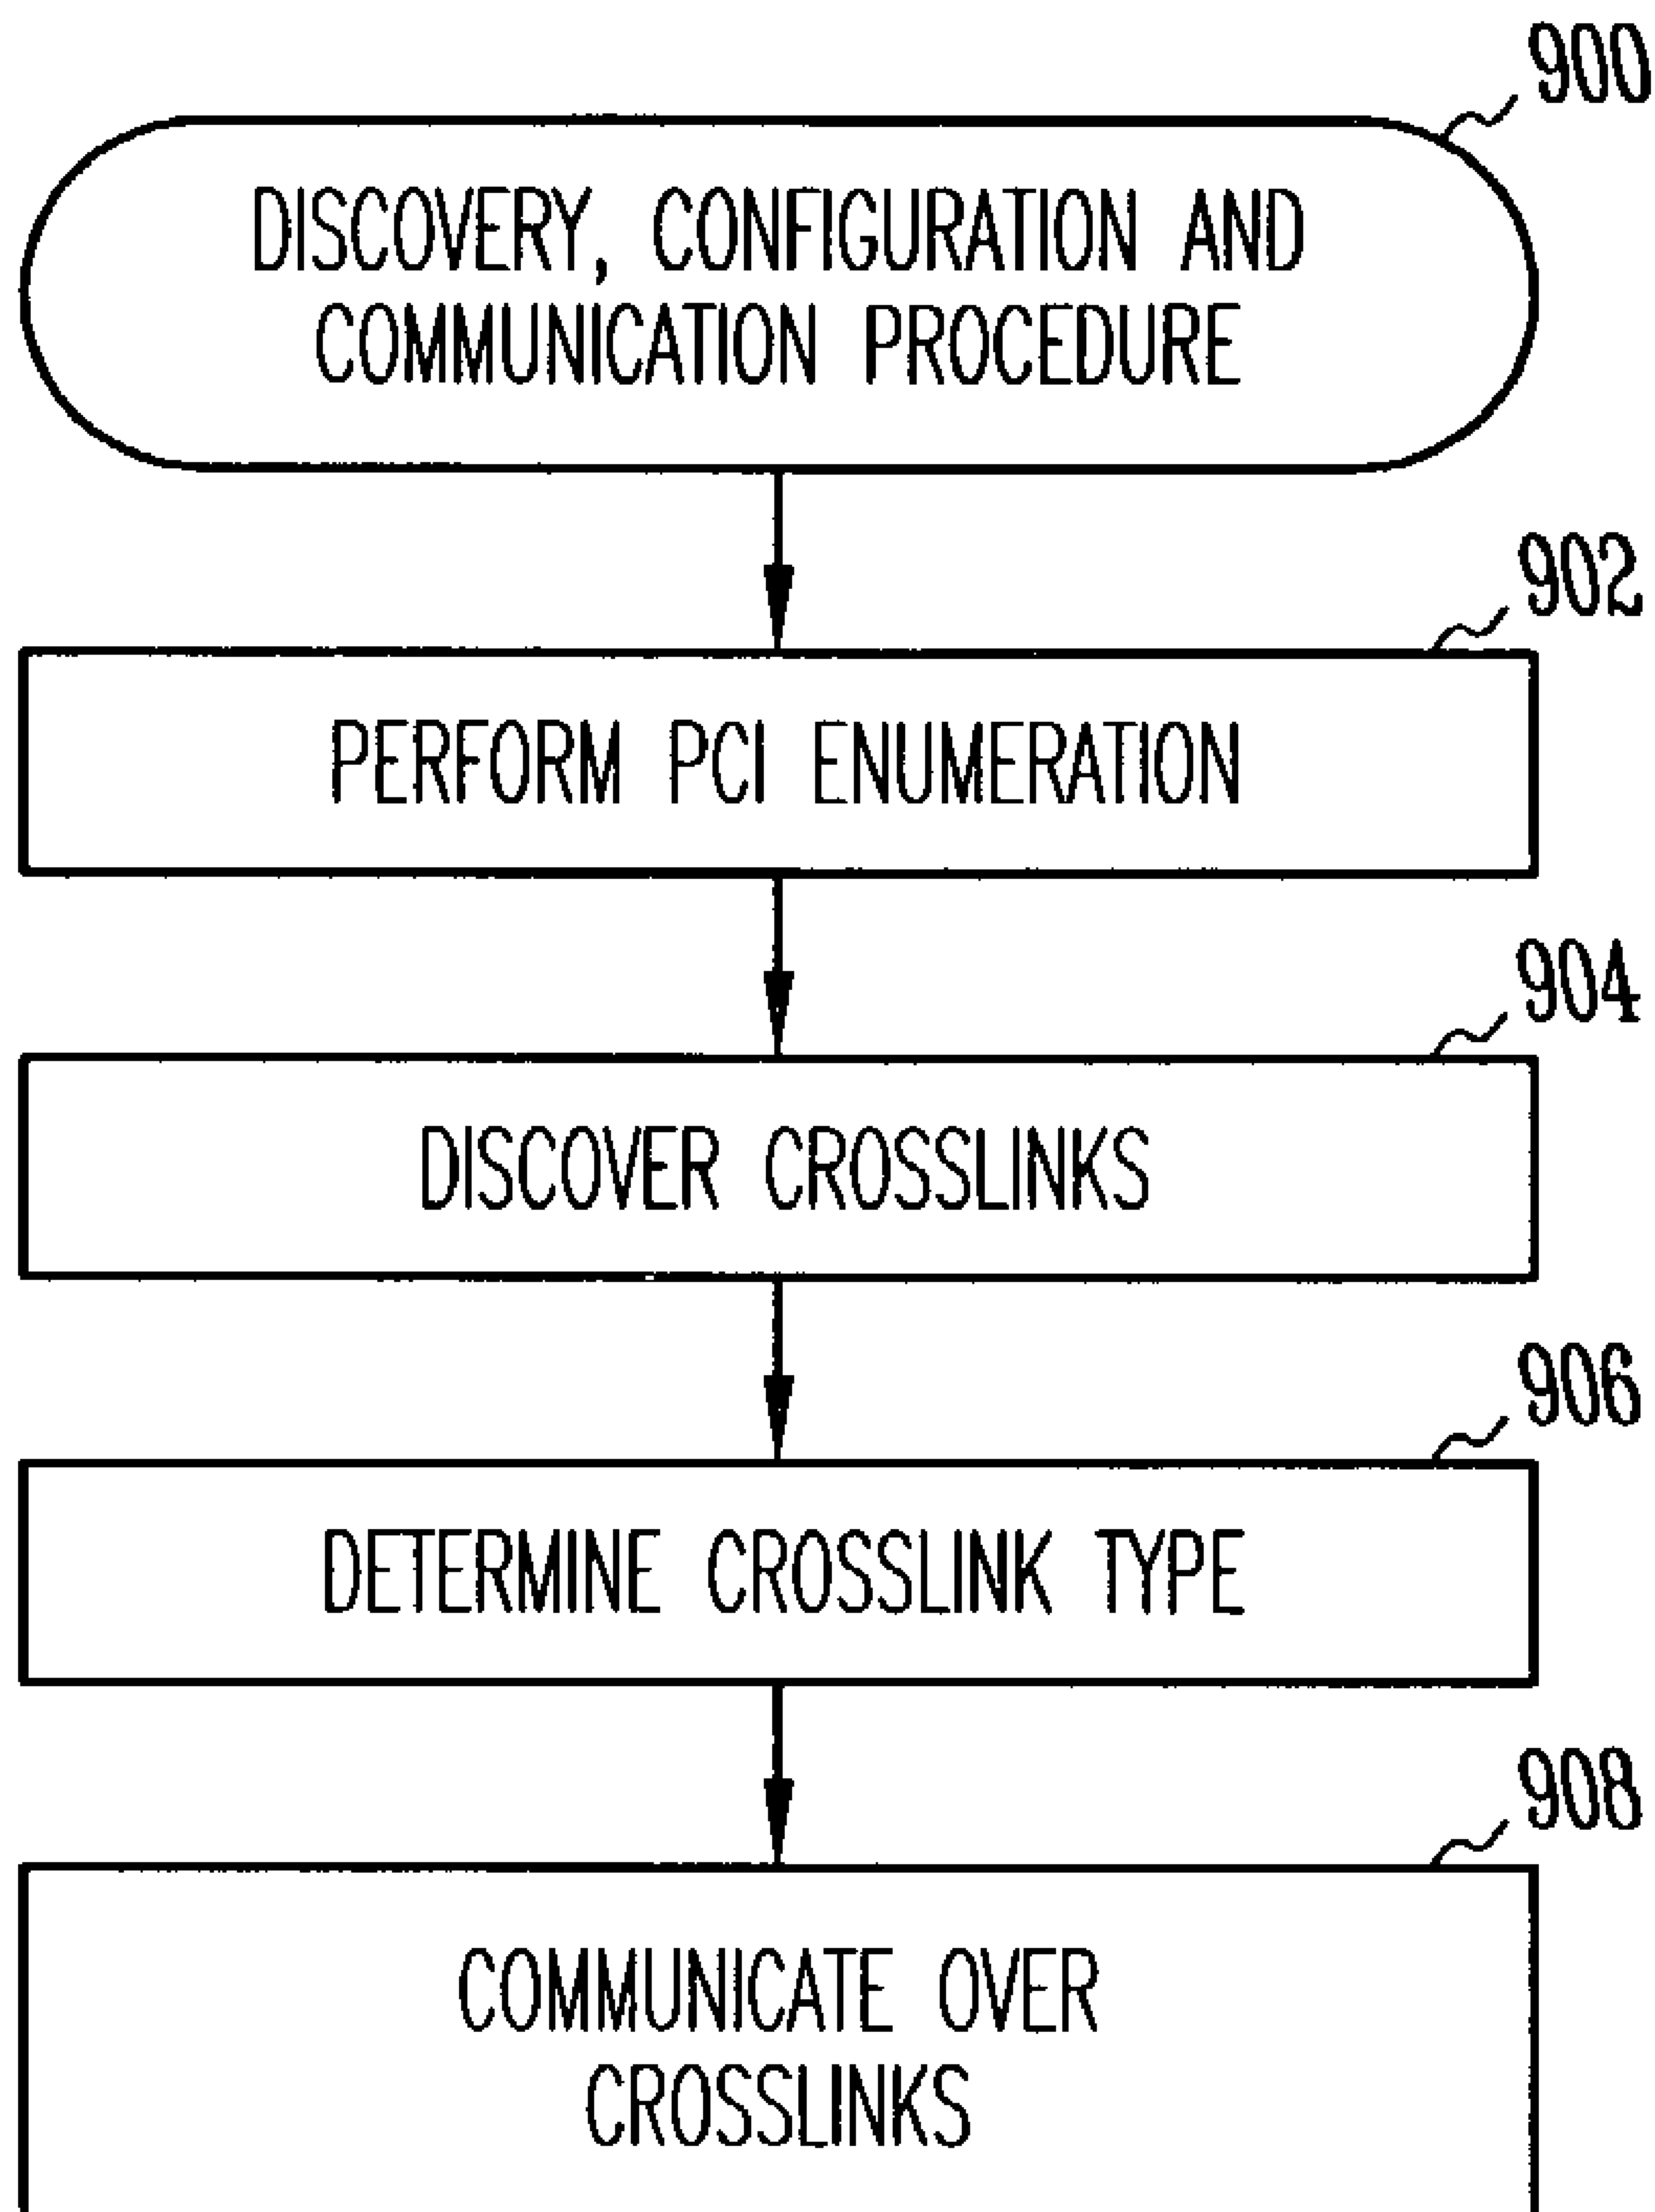 900
DISCOVERY, CONFIGURATION AND
COMMUNICATION PROCEDURE
902
PERFORM PCI ENUMERATION
904
DISCOVER CROSSLINKS
906
DETERMINE CROSSLINK TYPE
908
COMMUNICATE OVER
CROSSLINKS